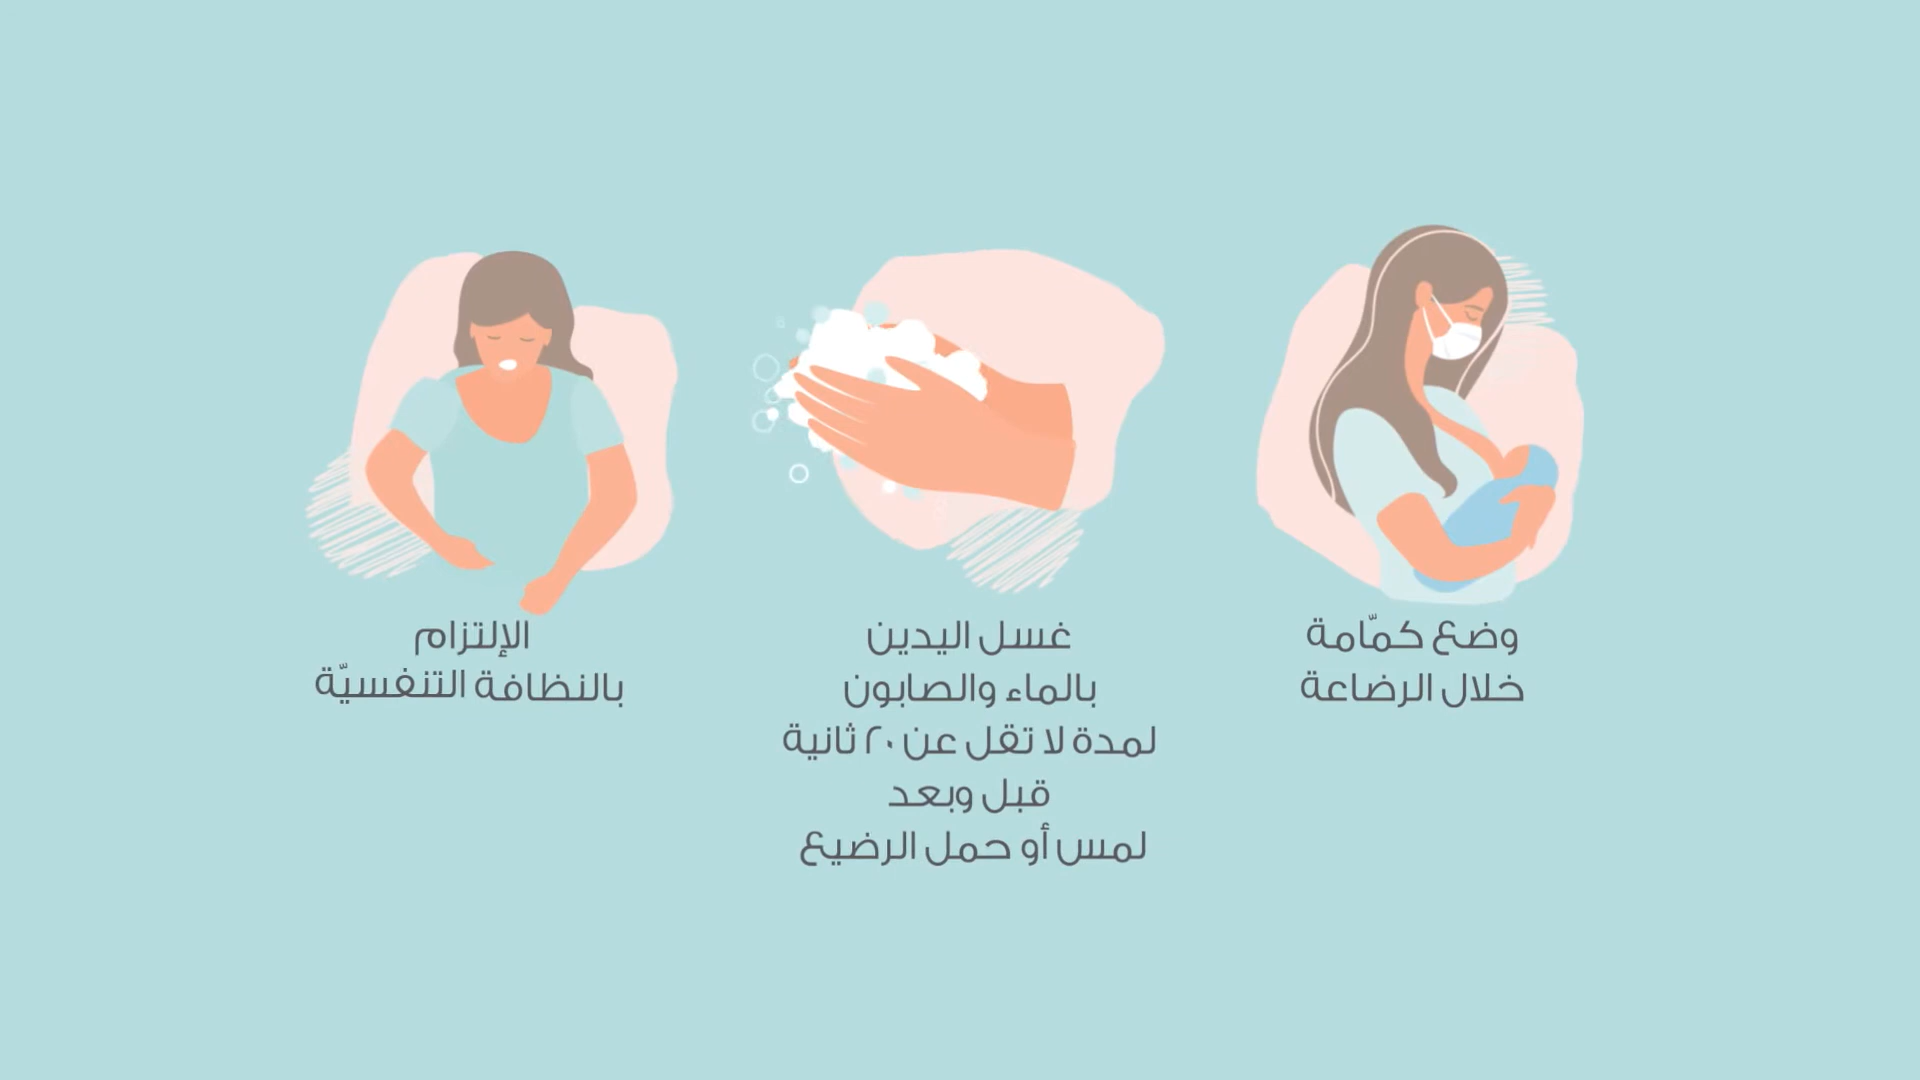 وضع كمّامة
خلال الرضاعة
غسل اليدين
بالماء والصابون
لمدة لا تقل عن ٢٠ ثانية
قبل وبعد
لمس أو حمل الرضيع
الإلتزام
بالنظافة التنفسيّة